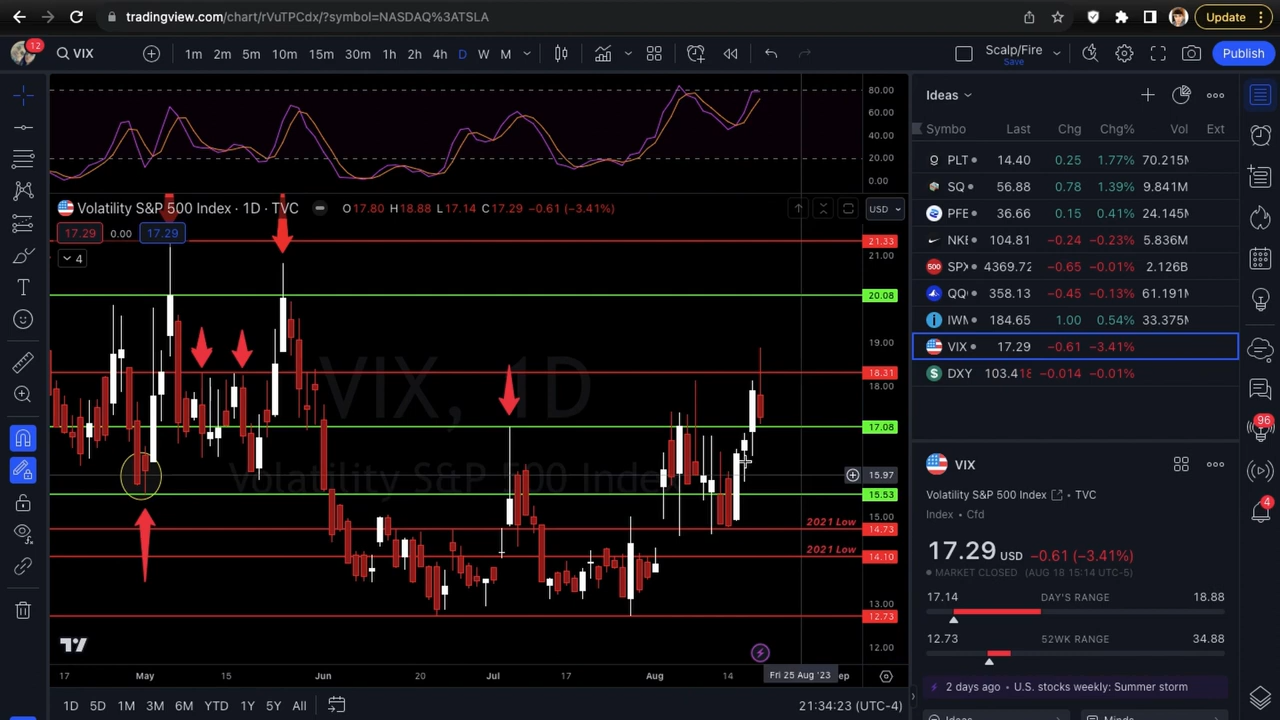 tradingview.com/chart/rVuTPCdx/?symbol=NASDAQ%3ATSLA
Update
12
VIX
1m 2m 5m 10m 15m 30m 1h 2h 4h D W M
Scalp/Fire
Save
Publish
80.00
60.00
40.00
20.00
0.00
Volatility S&P 500 Index · 1D · TVC O17.80 H18.88 L17.14 C17.29 −0.61 (−3.41%)
USD
17.29 0.00 17.29
4
21.33
21.00
20.08
19.00
18.31
18.00
17.08
15.97
15.53
15.00
2021 Low 14.73
2021 Low 14.10
13.00
12.73
12.00
VIX, 1D
Volatility S&P 500 Index
17 May 15 Jun 20 Jul 17 Aug 14 Fri 25 Aug '23 ep
1D 5D 1M 3M 6M YTD 1Y 5Y All
21:34:23 (UTC-4)
Ideas
Symbo Last Chg Chg% Vol Ext
PLT 14.40 0.25 1.77% 70.215M
SQ 56.88 0.78 1.39% 9.841M
PFE 36.66 0.15 0.41% 24.145M
NKE 104.81 −0.24 −0.23% 5.836M
500 SPX 4369.72 −0.65 −0.01% 2.126B
QQ 358.13 −0.45 −0.13% 61.191M
IWM 184.65 1.00 0.54% 33.375M
VIX 17.29 −0.61 −3.41%
DXY 103.418 −0.014 −0.01%
VIX
Volatility S&P 500 Index • TVC
Index • Cfd
17.29 USD −0.61 (−3.41%)
MARKET CLOSED (AUG 18 15:14 UTC-5)
17.14 DAY'S RANGE 18.88
12.73 52WK RANGE 34.88
2 days ago • U.S. stocks weekly: Summer storm
Ideas
Minds
96
4